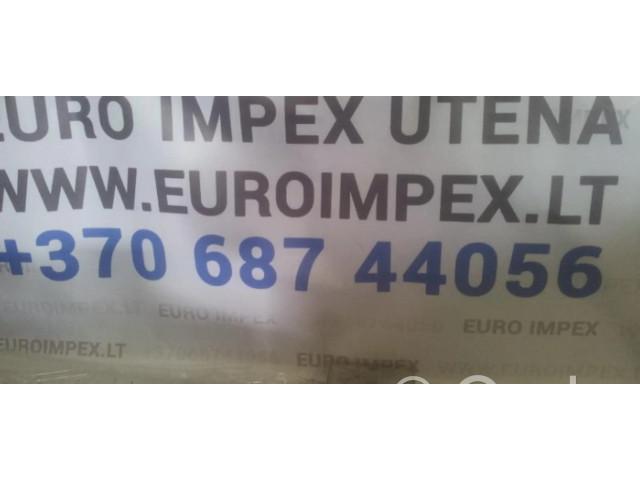 EURO IMPEX UTENA
WWW.EUROIMPEX.LT
+370 687 44056
EURO IMPEX
EURO IMPEX
EUROIMPEX.LT